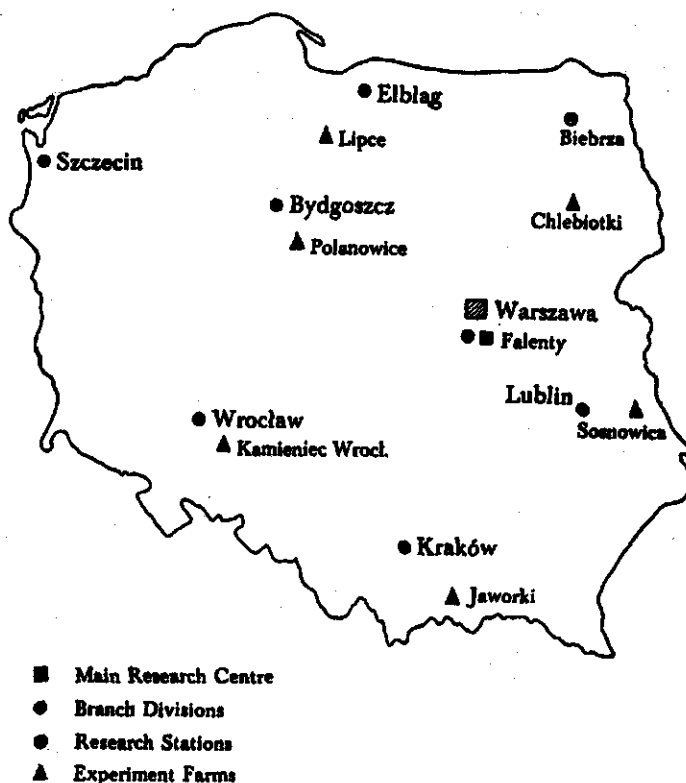 Elbląg
Lipce
Biebrza
Szczecin
Bydgoszcz
Chlebiotki
Polanowice
Warszawa
Falenty
Lublin
Sosnowica
Wrocław
Kamieniec Wrocł.
Kraków
Jaworki
Main Research Centre
Branch Divisions
Research Stations
Experiment Farms